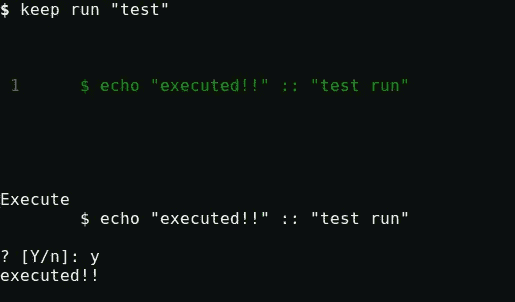 $ keep run "test"
1 $ echo "executed!!" :: "test run"
Execute
$ echo "executed!!" :: "test run"
? [Y/n]: y
executed!!